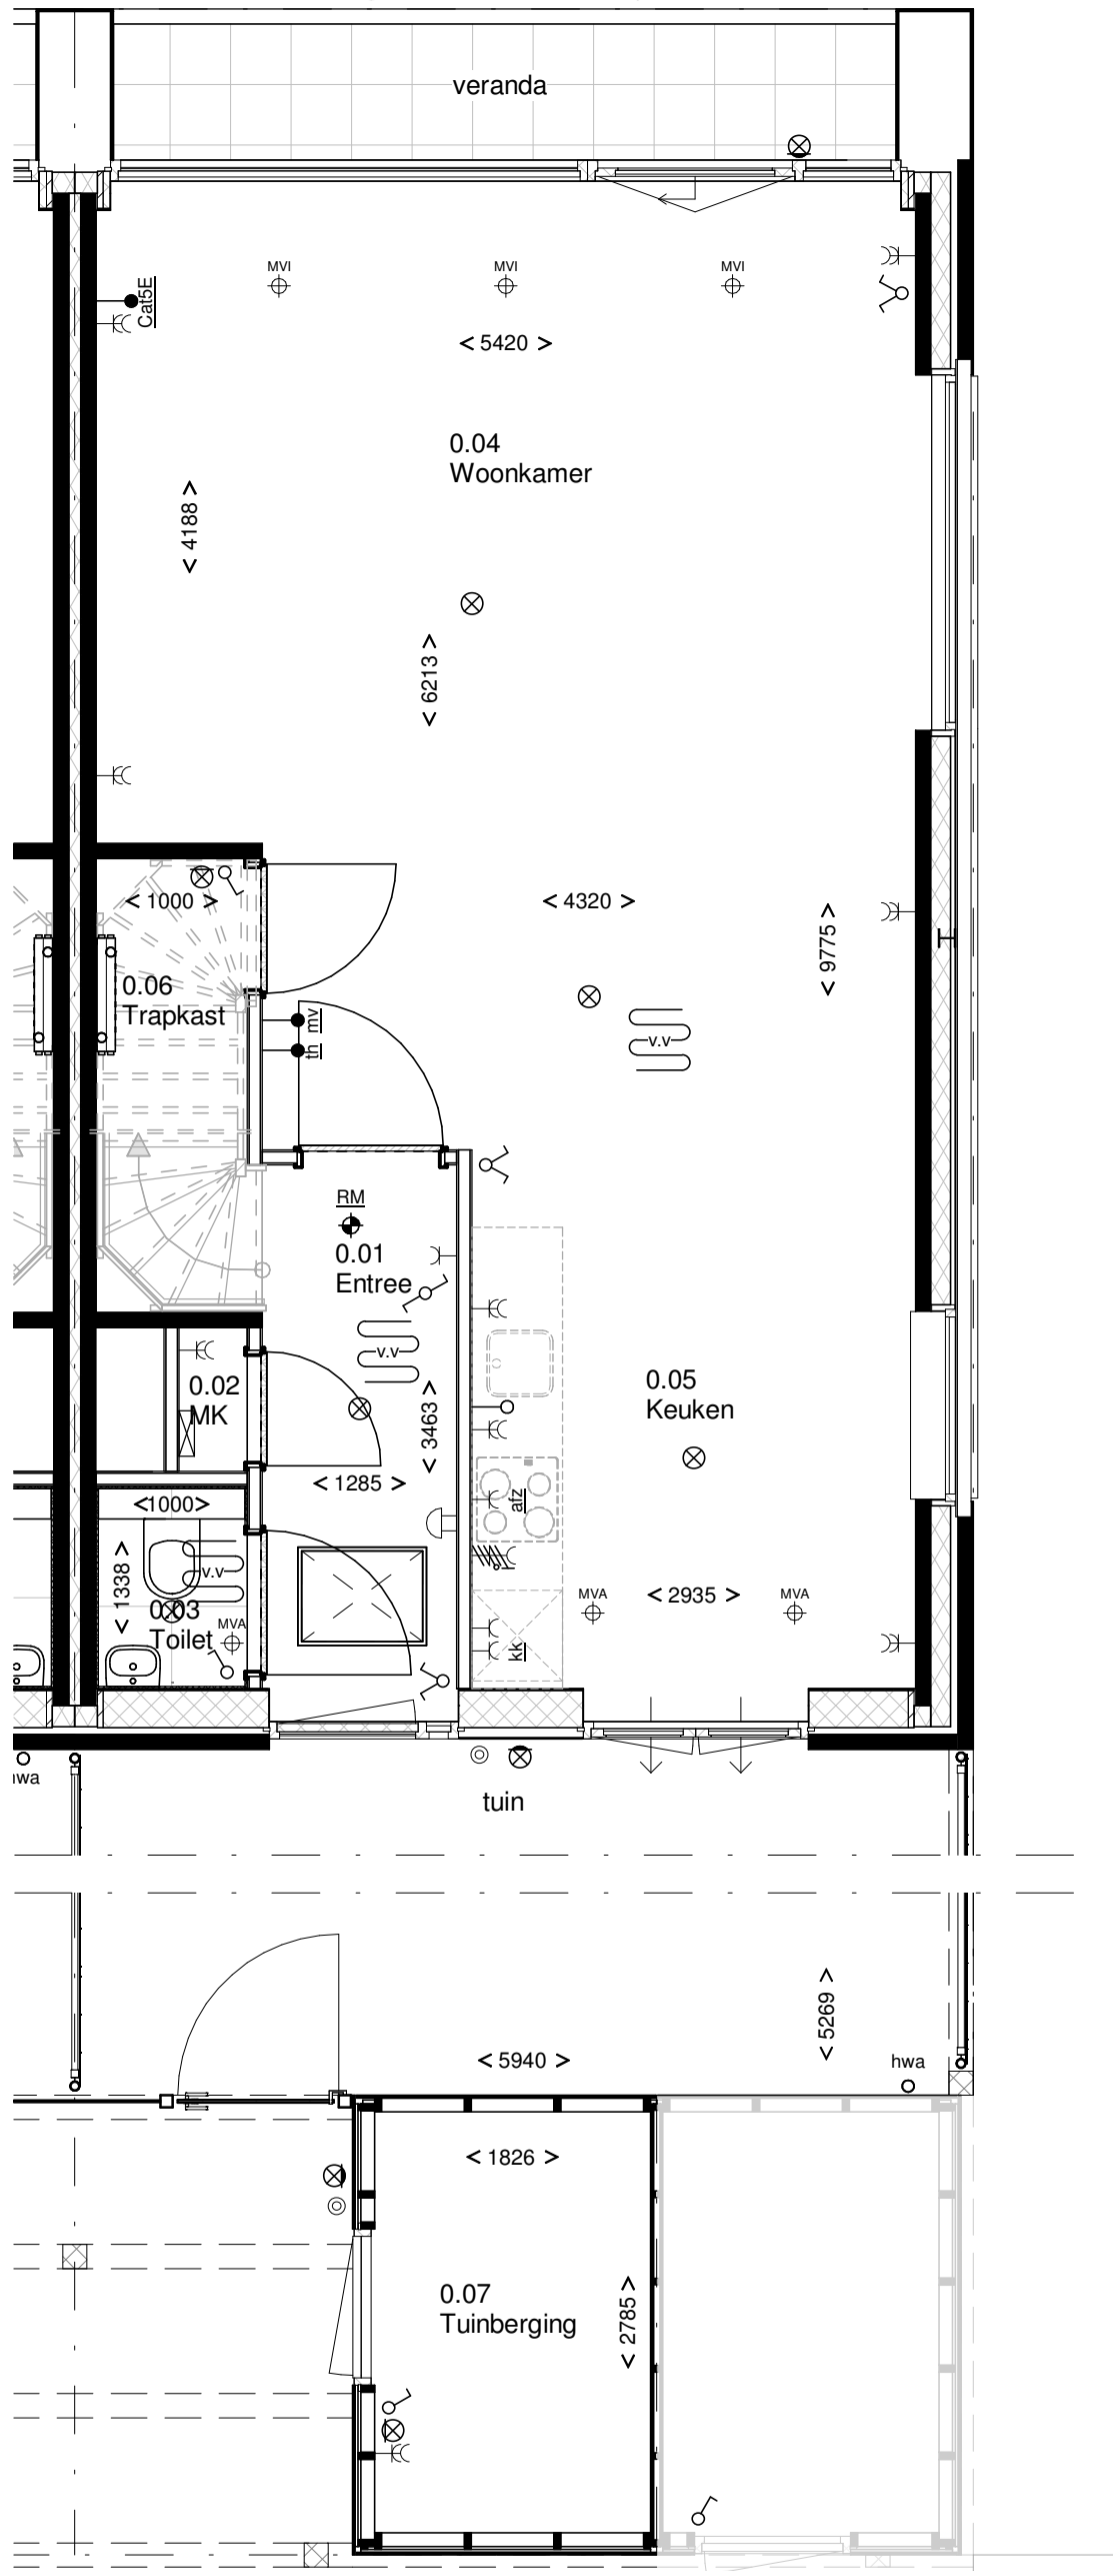 veranda
MVI
MVI
MVI
Cat5E
< 5420 >
0.04
Woonkamer
< 4188 >
< 6213 >
< 1000 >
< 4320 >
< 9775 >
0.06
Trapkast
mv
th
v.v
RM
0.01
Entree
v.v
0.02
MK
0.05
Keuken
< 3463 >
< 1285 >
<1000>
afz
< 1338 >
v.v
0.03
Toilet
MVA
MVA
< 2935 >
MVA
kk
hwa
tuin
< 5269 >
< 5940 >
hwa
< 1826 >
0.07
Tuinberging
< 2785 >